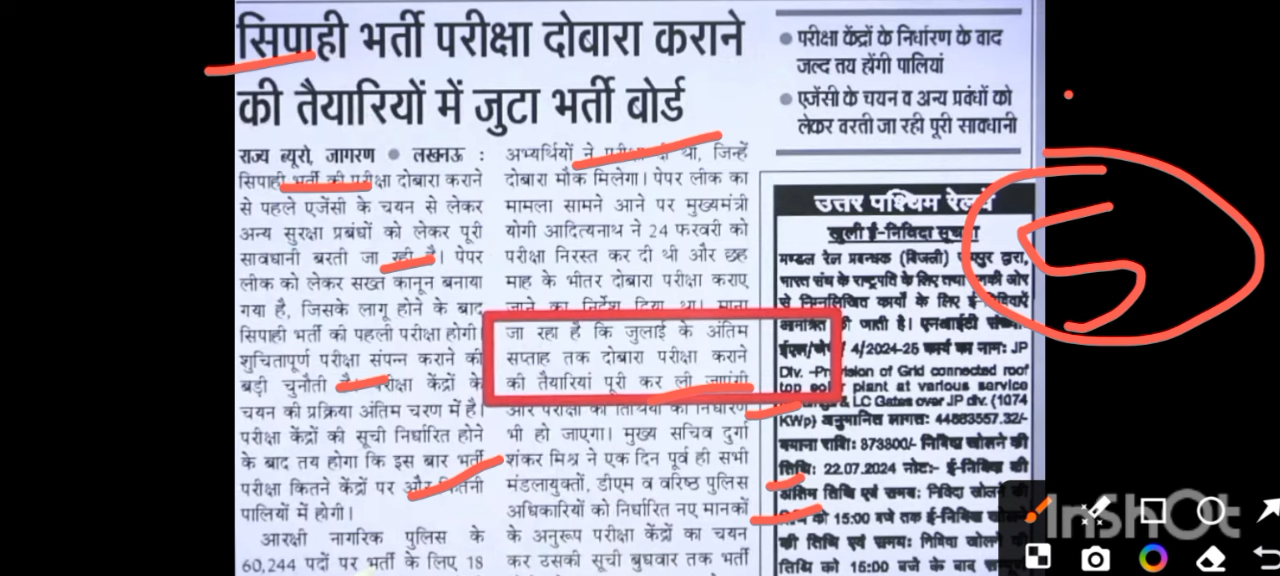 सिपाही भर्ती परीक्षा दोबारा कराने
की तैयारियों में जुटा भर्ती बोर्ड
● परीक्षा केंद्रों के निर्धारण के वाद
जल्द तय होंगी पालियां
● एजेंसी के चयन व अन्य प्रबंधों को
लेकर वरती जा रही पूरी सावधानी
राज्य ब्यूरो, जागरण ● लखनऊ :
सिपाही भर्ती की परीक्षा दोबारा कराने
से पहले एजेंसी के चयन से लेकर
अन्य सुरक्षा प्रबंधों को लेकर पूरी
सावधानी बरती जा रही है। पेपर
लीक को लेकर सख्त कानून बनाया
गया है, जिसके लागू होने के बाद
सिपाही भर्ती की पहली परीक्षा होगी।
शुचितापूर्ण परीक्षा संपन्न कराने की
बड़ी चुनौती है। परीक्षा केंद्रों के
चयन की प्रक्रिया अंतिम चरण में है।
परीक्षा केंद्रों की सूची निर्धारित होने
के बाद तय होगा कि इस बार भर्ती
परीक्षा कितने केंद्रों पर और कितनी
पालियों में होगी।
आरक्षी नागरिक पुलिस के
60,244 पदों पर भर्ती के लिए 18
अभ्यर्थियों ने परीक्षा दी थी, जिन्हें
दोबारा मौक मिलेगा। पेपर लीक का
मामला सामने आने पर मुख्यमंत्री
योगी आदित्यनाथ ने 24 फरवरी को
परीक्षा निरस्त कर दी थी और छह
माह के भीतर दोबारा परीक्षा कराए
जाने का निर्देश दिया था। माना
जा रहा है कि जुलाई के अंतिम
सप्ताह तक दोबारा परीक्षा कराने
की तैयारियां पूरी कर ली जाएंगी
और परीक्षा की तिथियों का निर्धारण
भी हो जाएगा। मुख्य सचिव दुर्गा
शंकर मिश्र ने एक दिन पूर्व ही सभी
मंडलायुक्तों, डीएम व वरिष्ठ पुलिस
अधिकारियों को निर्धारित नए मानकों
के अनुरूप परीक्षा केंद्रों का चयन
कर उसकी सूची बुधवार तक भर्ती
उत्तर पश्चिम रेलवे
खुली ई-निविदा सूचना
मण्डल रेल प्रबन्धक (बिजली) द्वारा,
भारत संघ के राष्ट्रपति के लिए तथा ओर
से निम्नलिखित कार्यों के लिए
आमंत्रित की जाती है। एनआईटी
4/2024-25 कार्य का नाम: JP
Div. -Provision of Grid connected roof
top plant at various service
& LC Gates over JP div. (1074
KWp) अनुमानित लागत: 44863557.32/-
बयाना राशि: 373800/- निविदा खोलने की
तिथि: 22.07.2024 नोट:- ई-निविदा की
अंतिम तिथि एवं समय: निविदा खोलने की
को 15:00 बजे तक ई-निविदा खोलने
की तिथि एवं समय: निविदा खोलने की
तिथि को 15:00 बजे के बाद
5
InShOt